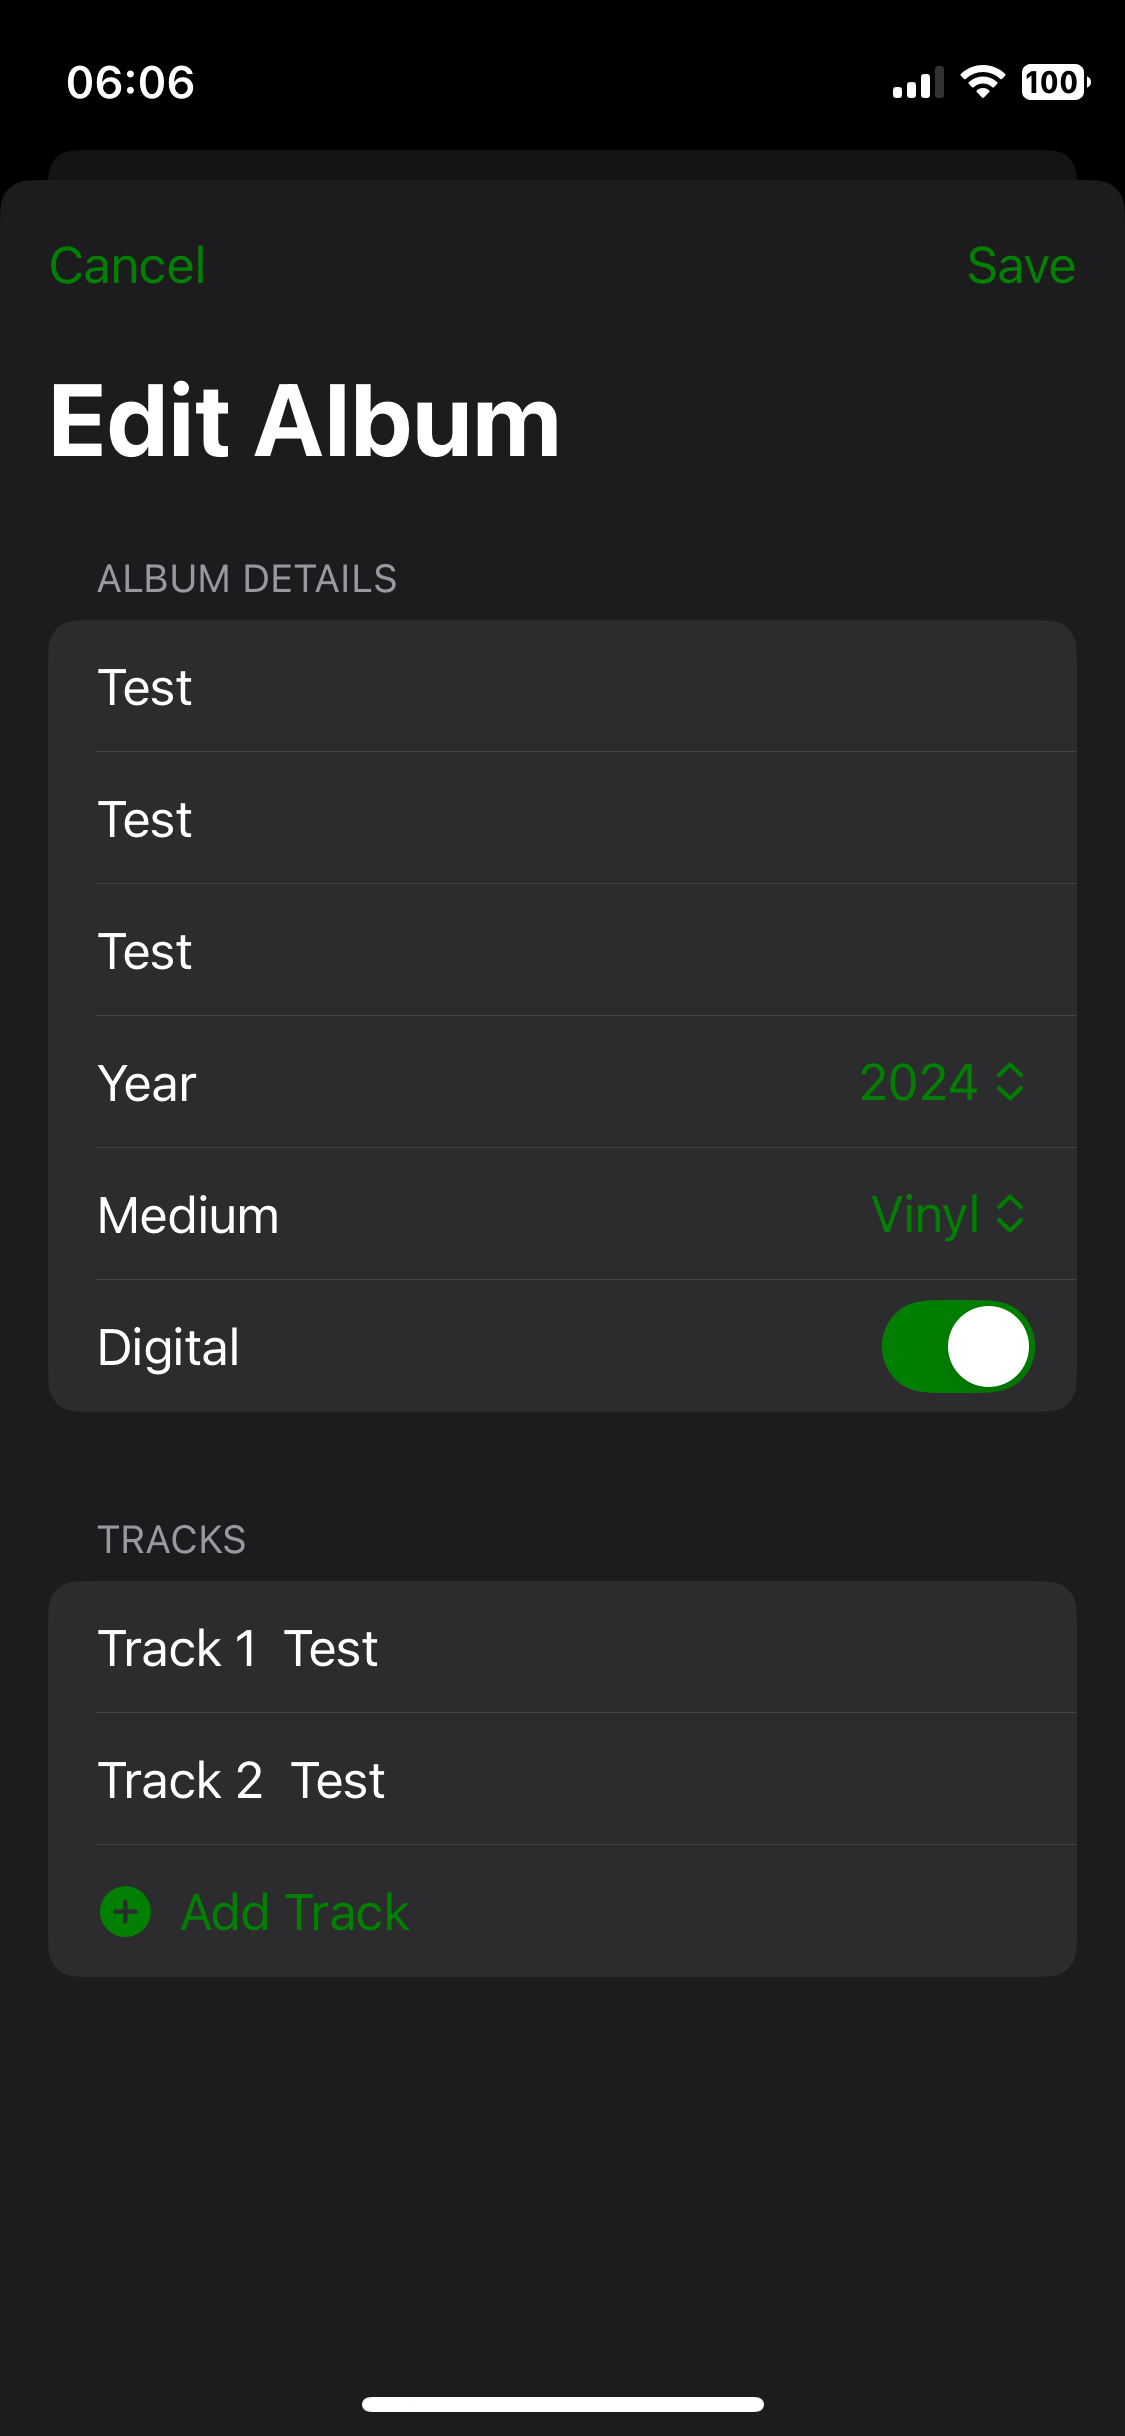 06:06 100
Cancel Save
Edit Album
ALBUM DETAILS
Test
Test
Test
Year 2024
Medium Vinyl
Digital
TRACKS
Track 1 Test
Track 2 Test
Add Track